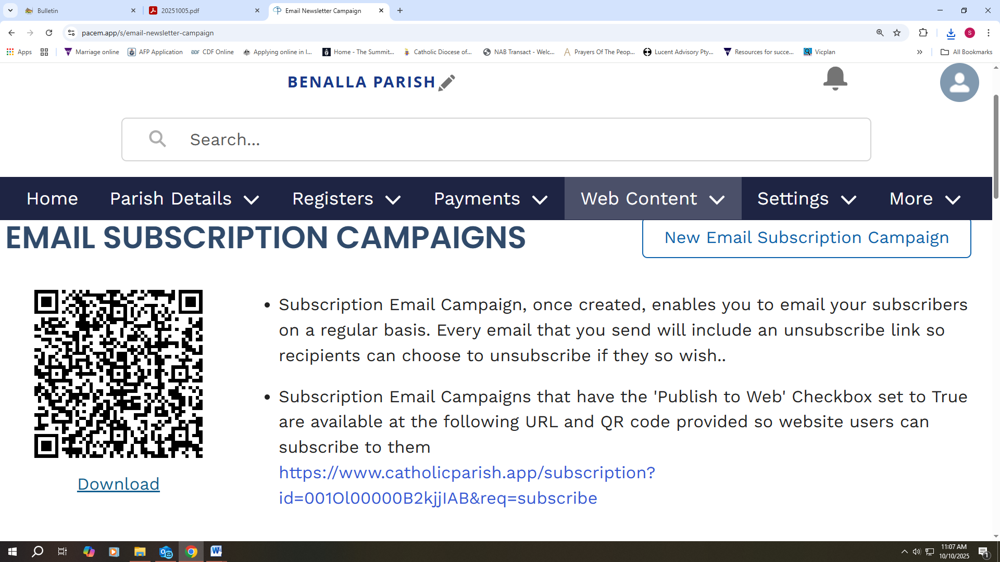 Bulletin
20251005.pdf
Email Newsletter Campaign
pacem.app/s/email-newsletter-campaign
S
Apps
Marriage online
AFP Application
DDF CDF Online
Applying online in I...
Home - The Summit...
Catholic Diocese of...
NAB Transact - Welc...
Prayers Of The Peop...
Lucent Advisory Pty...
Resources for succe...
Vicplan
All Bookmarks
BENALLA PARISH
Search...
Home
Parish Details
Registers
Payments
Web Content
Settings
More
EMAIL SUBSCRIPTION CAMPAIGNS
New Email Subscription Campaign
• Subscription Email Campaign, once created, enables you to email your subscribers
on a regular basis. Every email that you send will include an unsubscribe link so
recipients can choose to unsubscribe if they so wish..
• Subscription Email Campaigns that have the 'Publish to Web' Checkbox set to True
are available at the following URL and QR code provided so website users can
subscribe to them
https://www.catholicparish.app/subscription?
id=001Ol00000B2kjjIAB&req=subscribe
Download
11:07 AM
10/10/2025
1